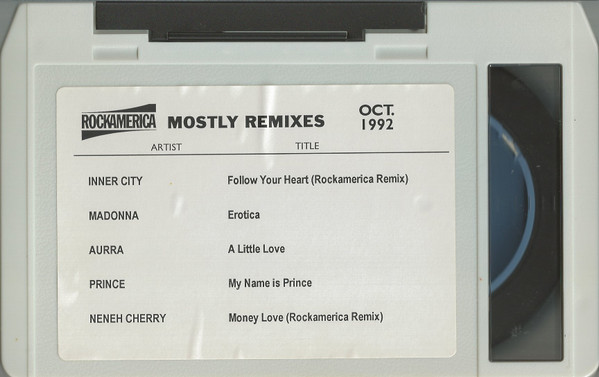 ROCKAMERICA MOSTLY REMIXES OCT. 1992
ARTIST TITLE
INNER CITY Follow Your Heart (Rockamerica Remix)
MADONNA Erotica
AURRA A Little Love
PRINCE My Name is Prince
NENEH CHERRY Money Love (Rockamerica Remix)